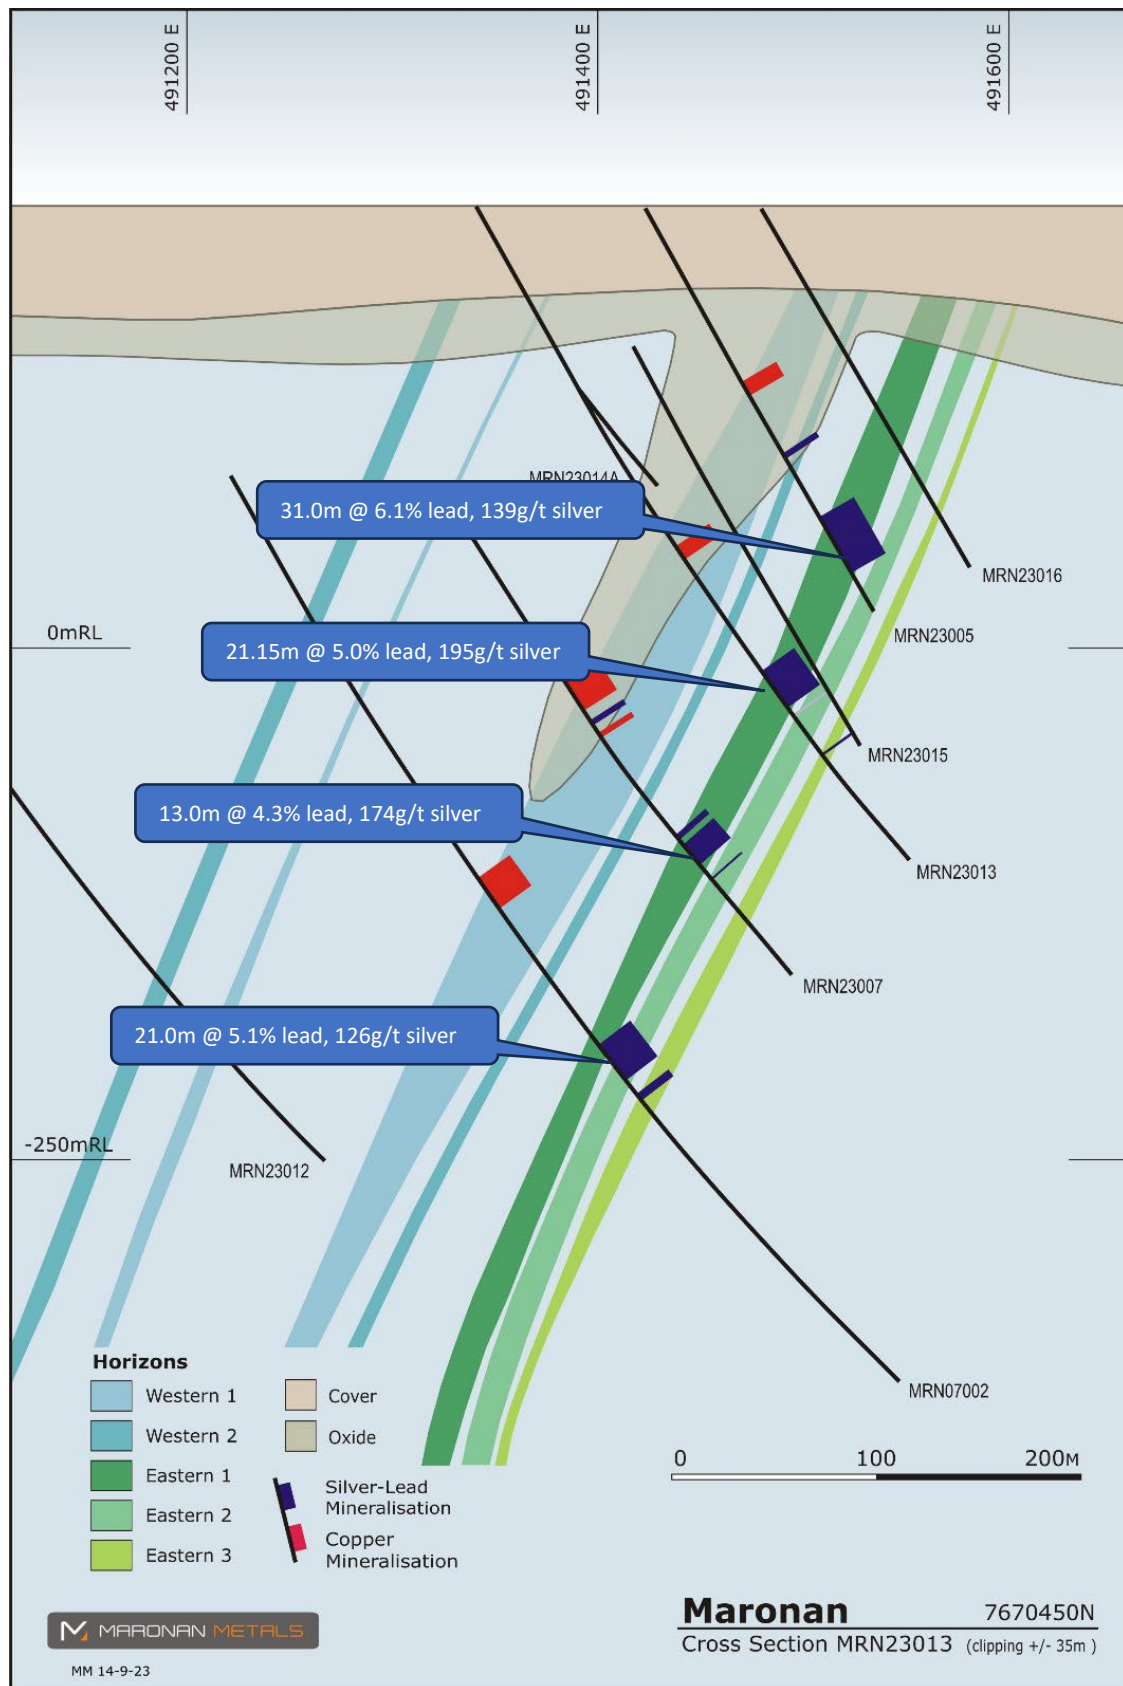 491200 E
491400 E
491600 E
MRN23014A
31.0m @ 6.1% lead, 139g/t silver
MRN23016
0mRL
MRN23005
21.15m @ 5.0% lead, 195g/t silver
MRN23015
13.0m @ 4.3% lead, 174g/t silver
MRN23013
MRN23007
21.0m @ 5.1% lead, 126g/t silver
-250mRL
MRN23012
MRN07002
Horizons
Western 1
Western 2
Eastern 1
Eastern 2
Eastern 3
Cover
Oxide
Silver-Lead
Mineralisation
Copper
Mineralisation
0 100 200M
MARONAN METALS
MM 14-9-23
Maronan 7670450N
Cross Section MRN23013 (clipping +/- 35m )